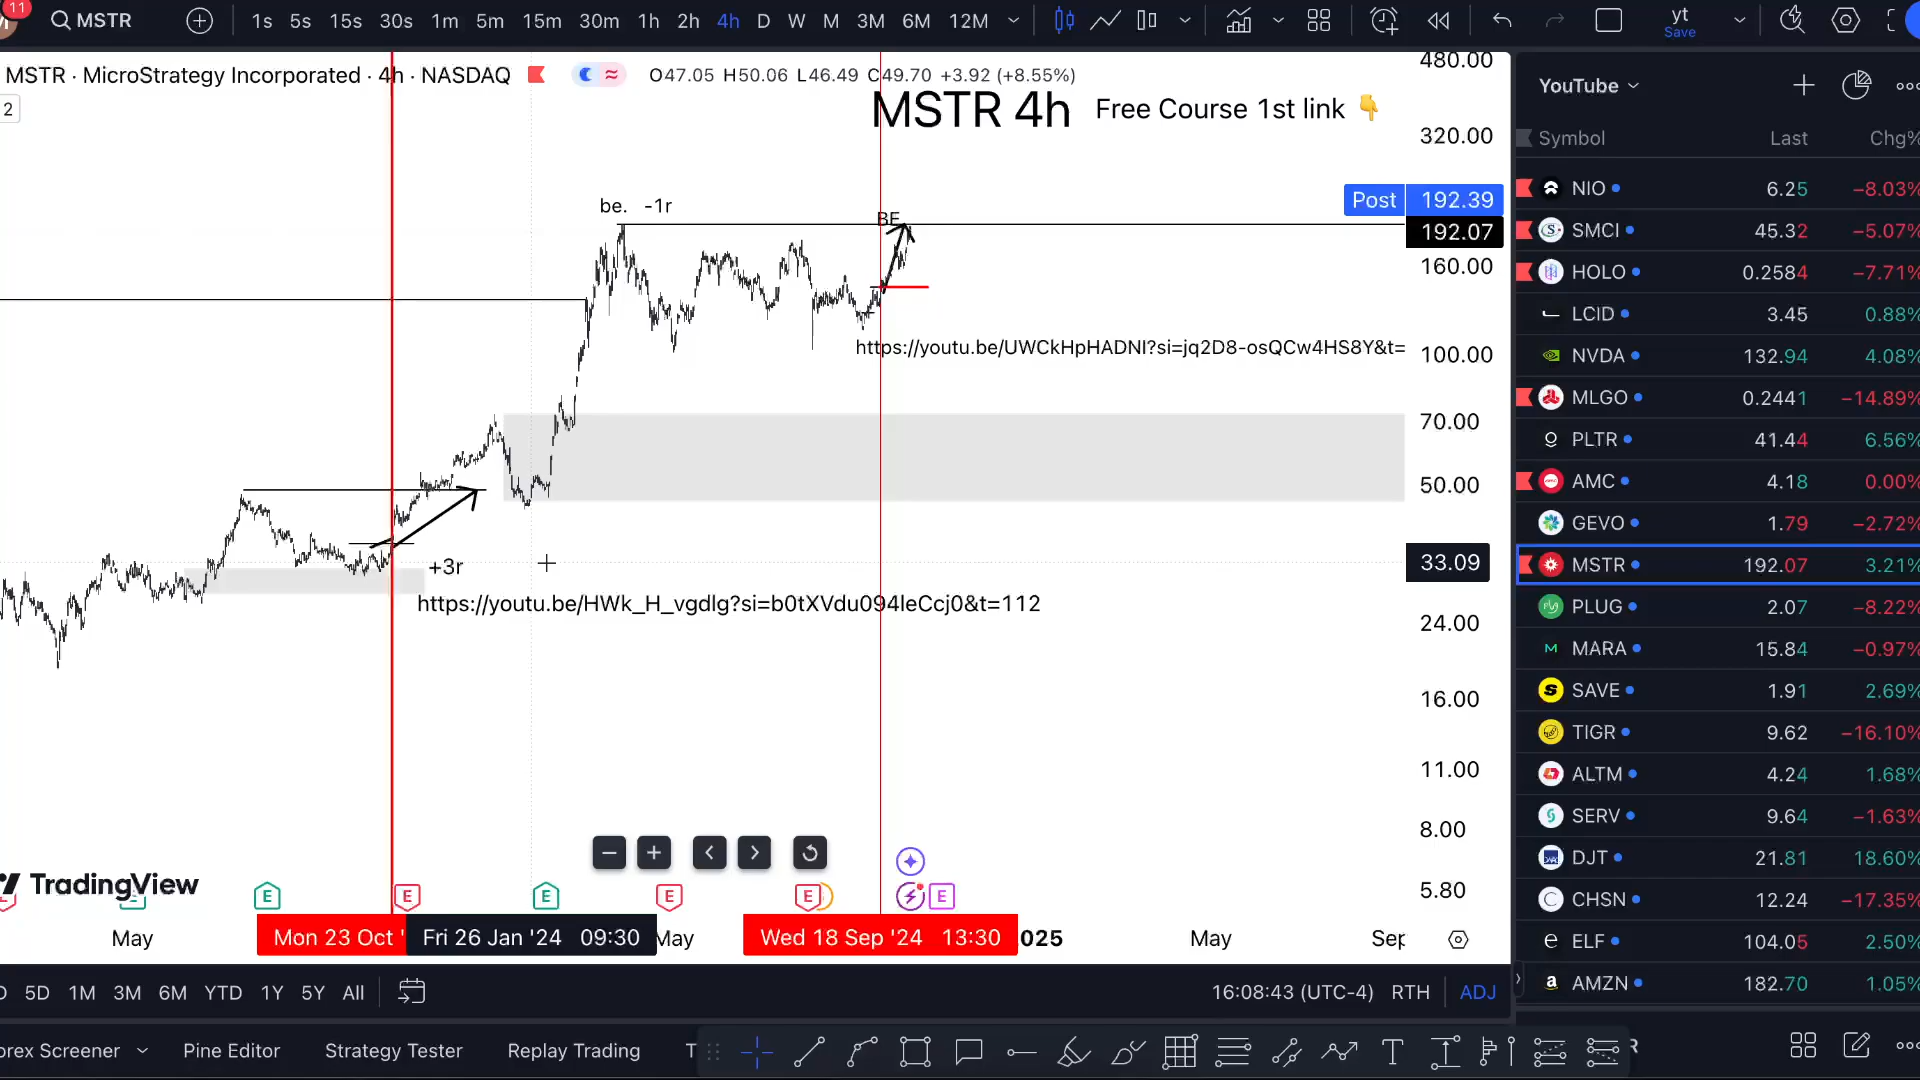 11
MSTR
1s 5s 15s 30s 1m 5m 15m 30m 1h 2h 4h D W M 3M 6M 12M
yt
Save
MSTR · MicroStrategy Incorporated · 4h · NASDAQ
O47.05 H50.06 L46.49 C49.70 +3.92 (+8.55%)
2
MSTR 4h
Free Course 1st link 👇
be. -1r
BE
https://youtu.be/UWCkHpHADNI?si=jq2D8-osQCw4HS8Y&t=
+3r
https://youtu.be/HWk_H_vgdlg?si=b0tXVdu094leCcj0&t=112
480.00
320.00
Post 192.39
192.07
160.00
100.00
70.00
50.00
33.09
24.00
16.00
11.00
8.00
5.80
TradingView
E E E E E E
May
Mon 23 Oct '
Fri 26 Jan '24 09:30
May
Wed 18 Sep '24 13:30
025
May
Sep
5D 1M 3M 6M YTD 1Y 5Y All
16:08:43 (UTC-4) RTH ADJ
orex Screener Pine Editor Strategy Tester Replay Trading T
YouTube
Symbol Last Chg%
NIO 6.25 −8.03%
SMCI 45.32 −5.07%
HOLO 0.2584 −7.71%
LCID 3.45 0.88%
NVDA 132.94 4.08%
MLGO 0.2441 −14.89%
PLTR 41.44 6.56%
AMC 4.18 0.00%
GEVO 1.79 −2.72%
MSTR 192.07 3.21%
PLUG 2.07 −8.22%
MARA 15.84 −0.97%
SAVE 1.91 2.69%
TIGR 9.62 −16.10%
ALTM 4.24 1.68%
SERV 9.64 −1.63%
DJT 21.81 18.60%
CHSN 12.24 −17.35%
ELF 104.05 2.50%
AMZN 182.70 1.05%